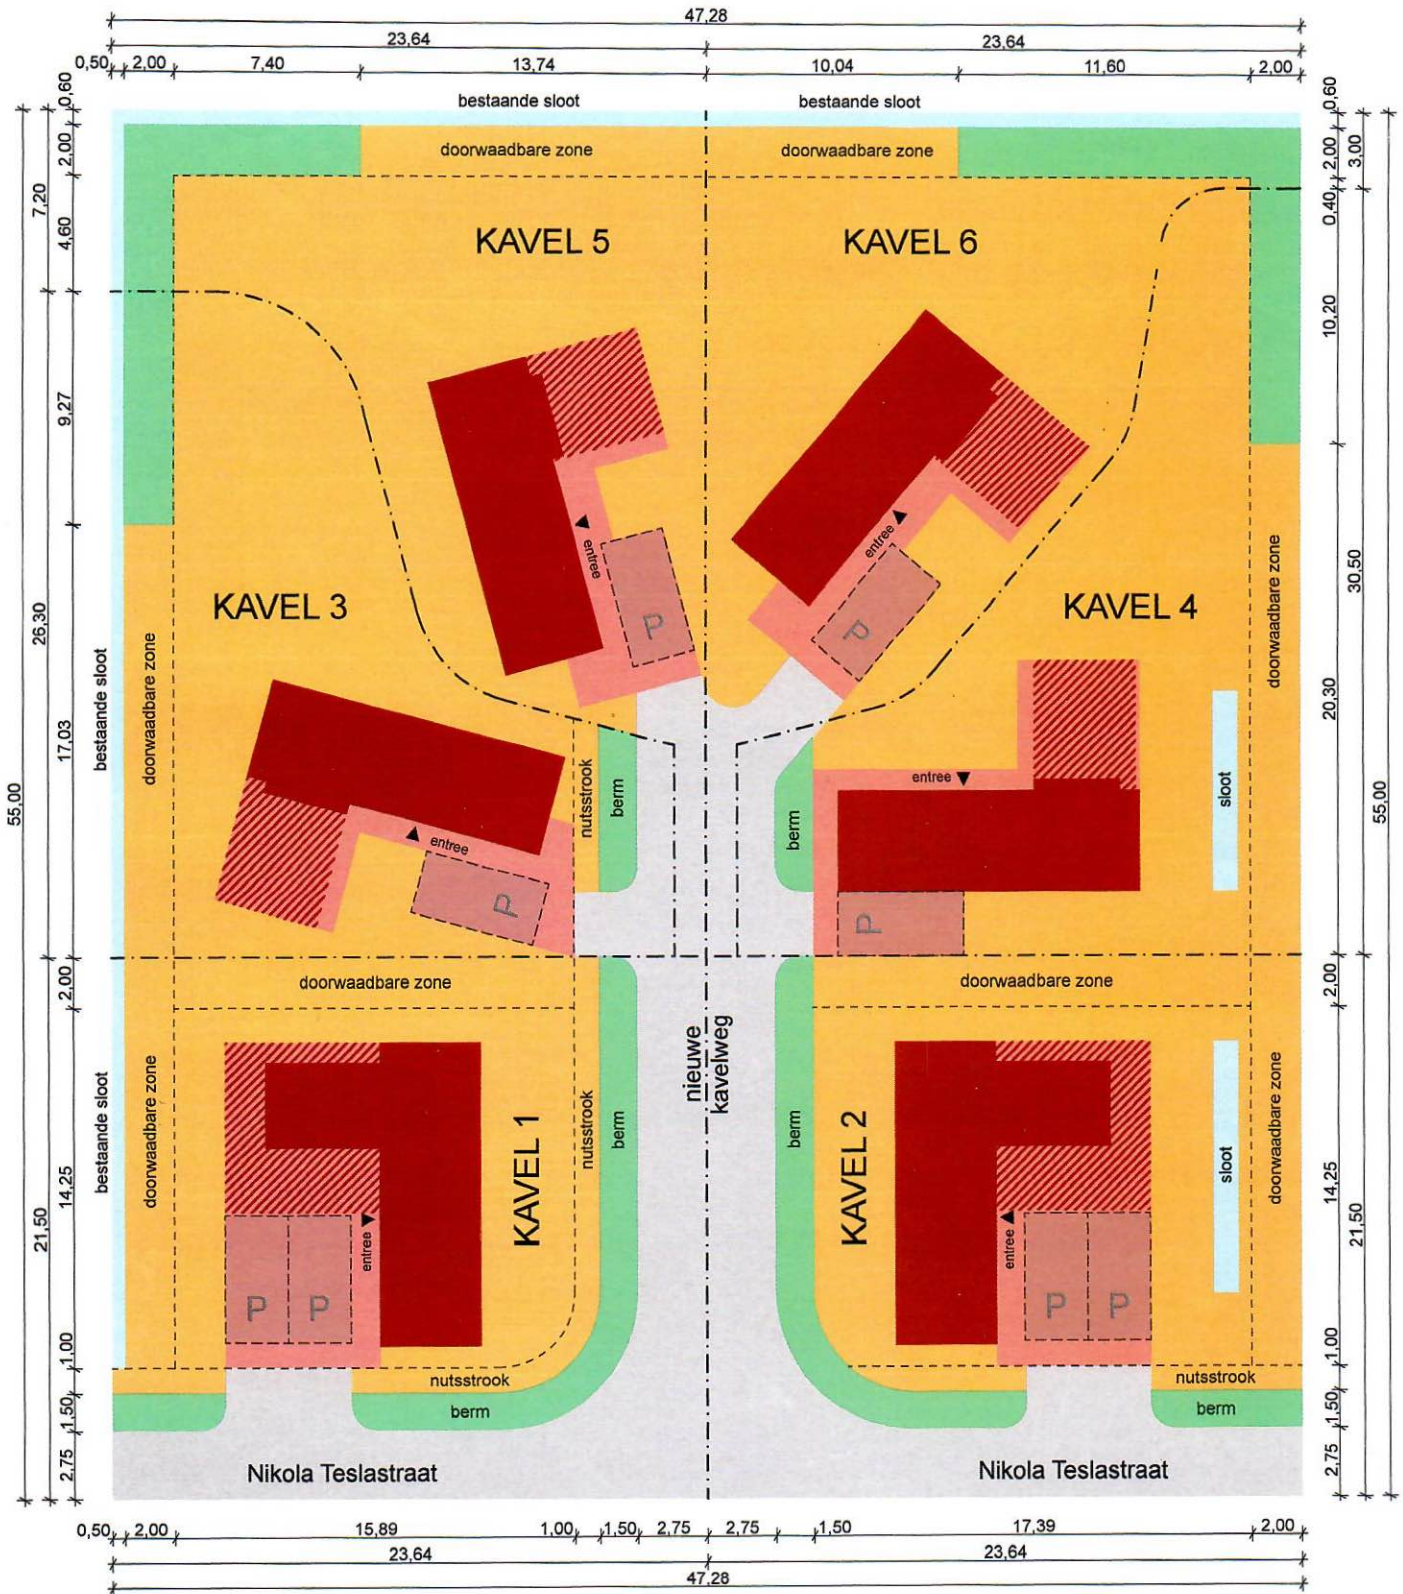 47,28
23,64 23,64
0,50 2,00 7,40 13,74 10,04 11,60 2,00
bestaande sloot bestaande sloot
doorwaadbare zone doorwaadbare zone
KAVEL 5 KAVEL 6
entree entree
P P
KAVEL 3 KAVEL 4
doorwaadbare zone
bestaande sloot
nutsstrook
berm
berm
entree
P
entree
P
sloot
doorwaadbare zone
doorwaadbare zone doorwaadbare zone
nieuwe
kavelweg
bestaande sloot
doorwaadbare zone
KAVEL 1
nutsstrook
berm
berm
KAVEL 2
sloot
doorwaadbare zone
entree
P P
entree
P P
nutsstrook nutsstrook
berm berm
Nikola Teslastraat Nikola Teslastraat
0,60
2,00
4,60
9,27
17,03
2,00
14,25
1,00
1,50
2,75
7,20
26,30
21,50
55,00
0,60
2,00
0,40
10,20
20,30
2,00
14,25
1,00
1,50
2,75
3,00
30,50
21,50
55,00
0,50 2,00 15,89 1,00 1,50 2,75 2,75 1,50 17,39 2,00
23,64 23,64
47,28